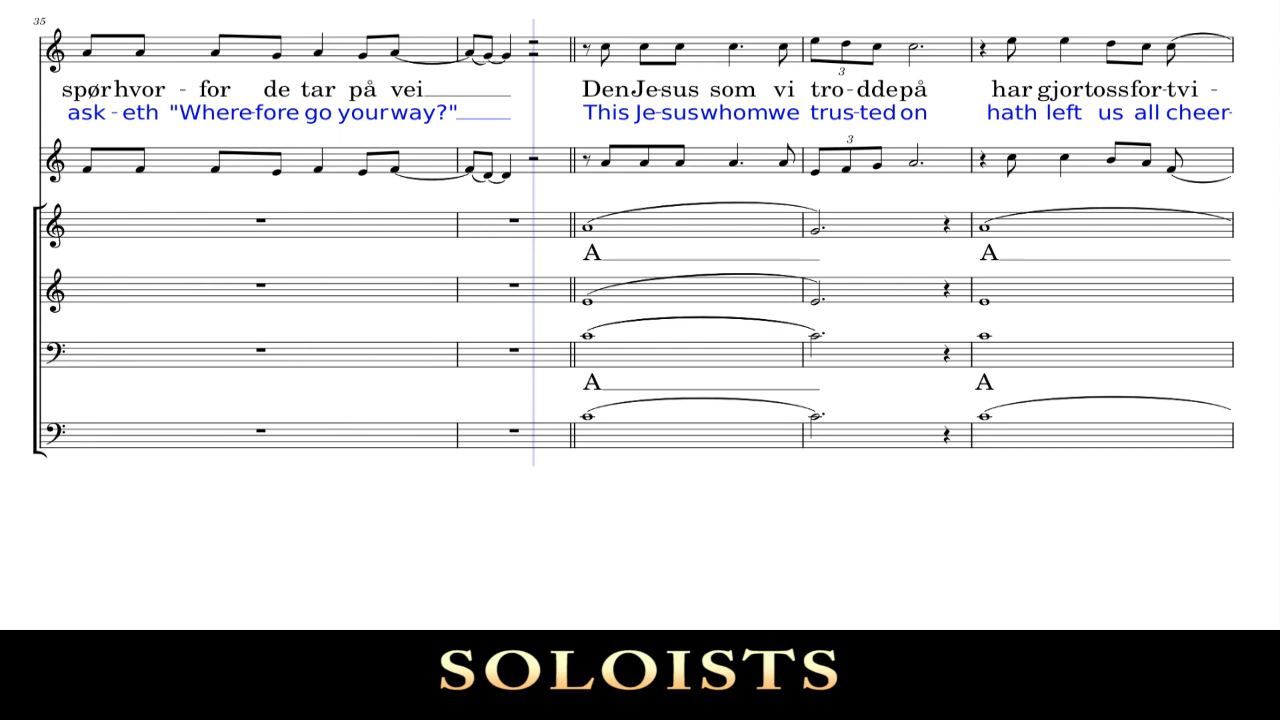 35
spør hvor - for de tar på vei Den Je-sus som vi tro-dde på har gjort oss for-tvi -
ask - eth "Where-fore go your way?" This Je-sus whom we trus-ted on hath left us all cheer-
3
3
A A
A A
SOLOISTS